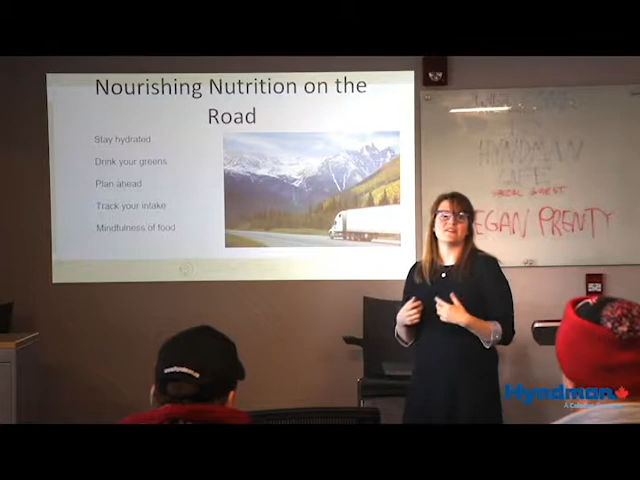 Nourishing Nutrition on the
Road
Stay hydrated
Drink your greens
Plan ahead
Track your intake
Mindfulness of food
HYNDMAN
CAFE
SPECIAL GUEST
EGAN PRENTY
Hyndman